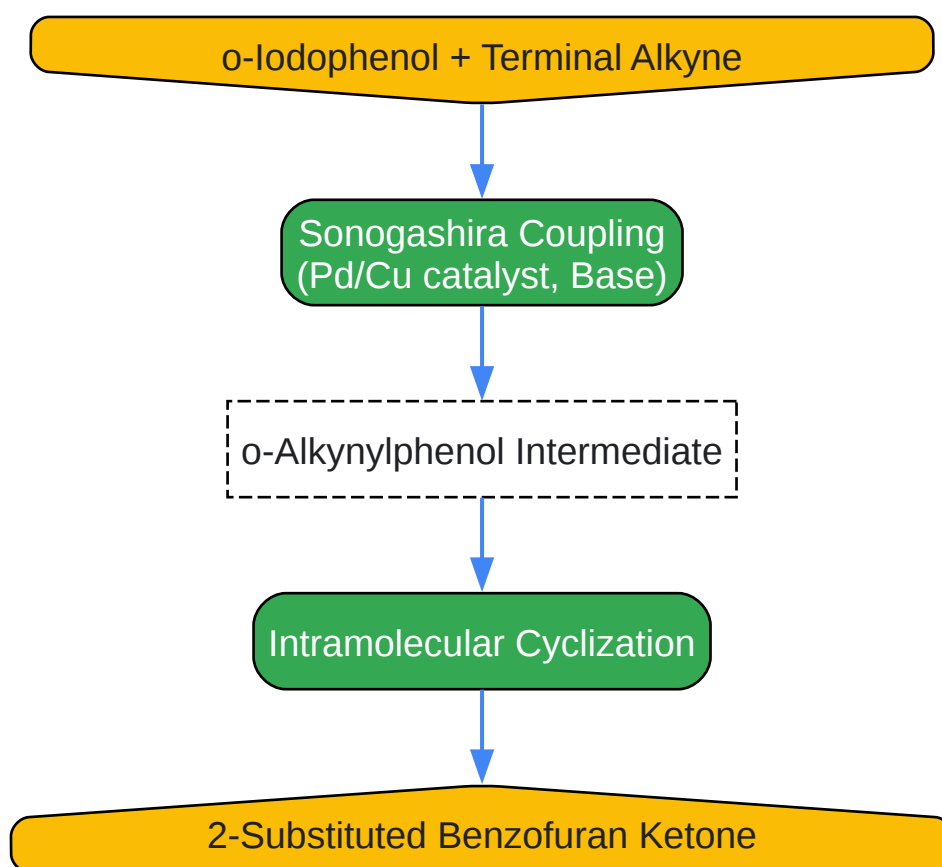 o-Iodophenol + Terminal Alkyne
Sonogashira Coupling
(Pd/Cu catalyst, Base)
o-Alkynylphenol Intermediate
Intramolecular Cyclization
2-Substituted Benzofuran Ketone